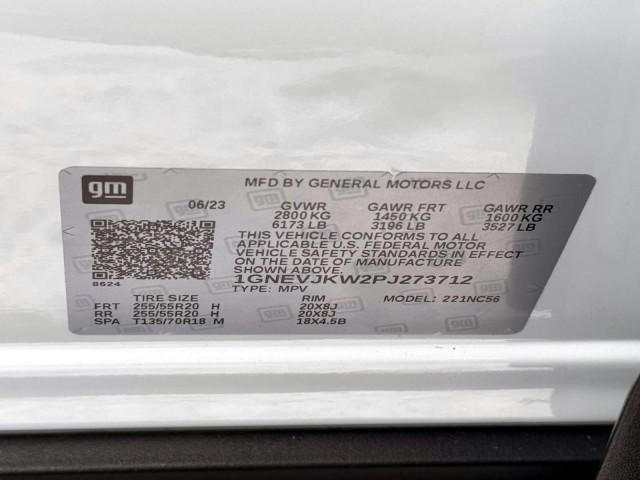 gm
MFD BY GENERAL MOTORS LLC
06/23 GVWR GAWR FRT GAWR RR
2800 KG 1450 KG 1600 KG
6173 LB 3196 LB 3527 LB
THIS VEHICLE CONFORMS TO ALL
APPLICABLE U.S. FEDERAL MOTOR
VEHICLE SAFETY STANDARDS IN EFFECT
ON THE DATE OF MANUFACTURE
SHOWN ABOVE.
8624
1GNEVJKW2PJ273712
TYPE: MPV
TIRE SIZE RIM MODEL: 221NC56
FRT 255/55R20 H 20X8J
RR 255/55R20 H 20X8J
SPA T135/70R18 M 18X4.5B